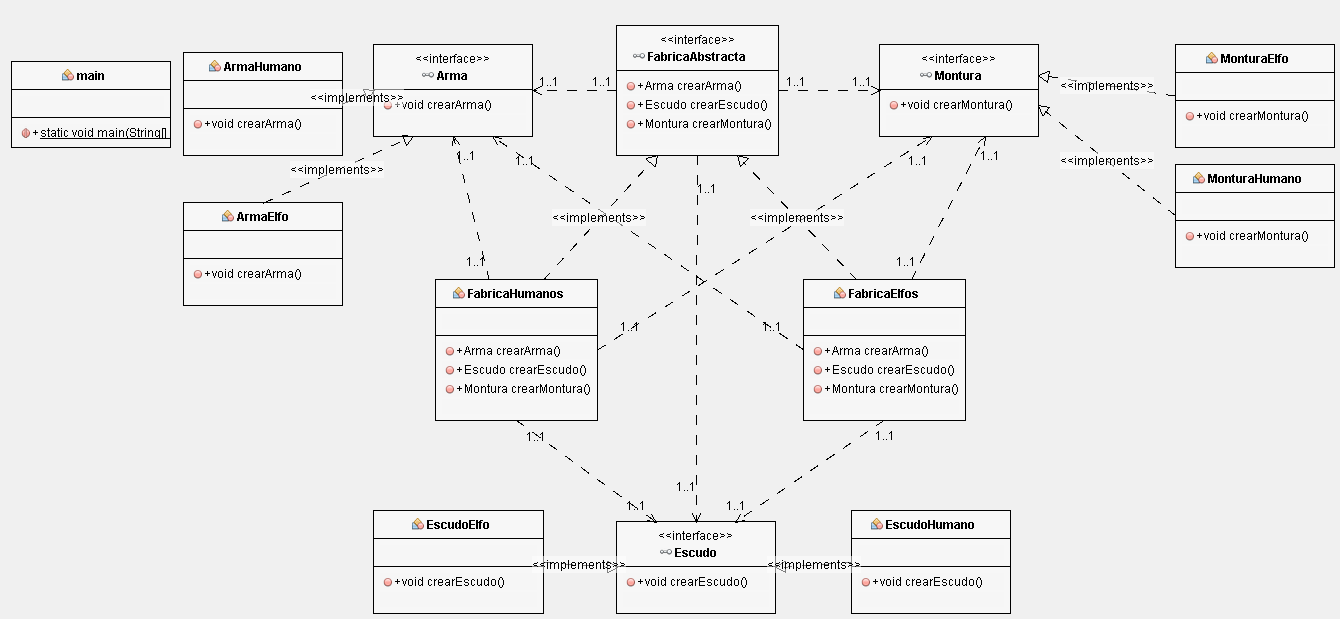 main
+static void main(String[]
ArmaHumano
+void crearArma()
<<implements>>
<<interface>>
Arma
+void crearArma()
1..1
1..1
<<interface>>
FabricaAbstracta
+Arma crearArma()
+Escudo crearEscudo()
+Montura crearMontura()
1..1
1..1
<<interface>>
Montura
+void crearMontura()
<<implements>>
MonturaElfo
+void crearMontura()
<<implements>>
MonturaHumano
+void crearMontura()
<<implements>>
ArmaElfo
+void crearArma()
1..1
1..1
1..1
1..1
1..1
<<implements>>
<<implements>>
1..1
1..1
FabricaHumanos
+Arma crearArma()
+Escudo crearEscudo()
+Montura crearMontura()
1..1
1..1
FabricaElfos
+Arma crearArma()
+Escudo crearEscudo()
+Montura crearMontura()
1..1
1..1
1..1
1..1
1..1
EscudoElfo
+void crearEscudo()
<<implements>>
<<interface>>
Escudo
+void crearEscudo()
<<implements>>
EscudoHumano
+void crearEscudo()